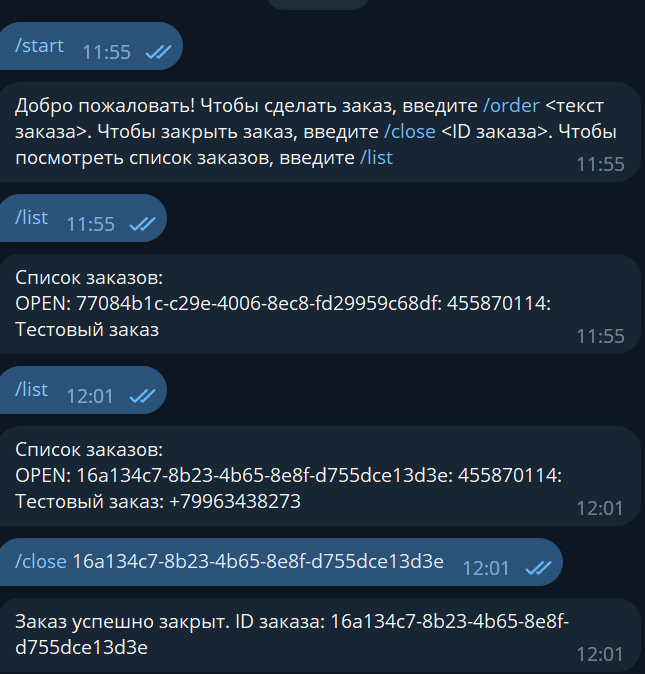 /start 11:55
Добро пожаловать! Чтобы сделать заказ, введите /order <текст
заказа>. Чтобы закрыть заказ, введите /close <ID заказа>. Чтобы
посмотреть список заказов, введите /list
11:55
/list 11:55
Список заказов:
OPEN: 77084b1c-c29e-4006-8ec8-fd29959c68df: 455870114:
Тестовый заказ
11:55
/list 12:01
Список заказов:
OPEN: 16a134c7-8b23-4b65-8e8f-d755dce13d3e: 455870114:
Тестовый заказ: +79963438273
12:01
/close 16a134c7-8b23-4b65-8e8f-d755dce13d3e 12:01
Заказ успешно закрыт. ID заказа: 16a134c7-8b23-4b65-8e8f-
d755dce13d3e
12:01